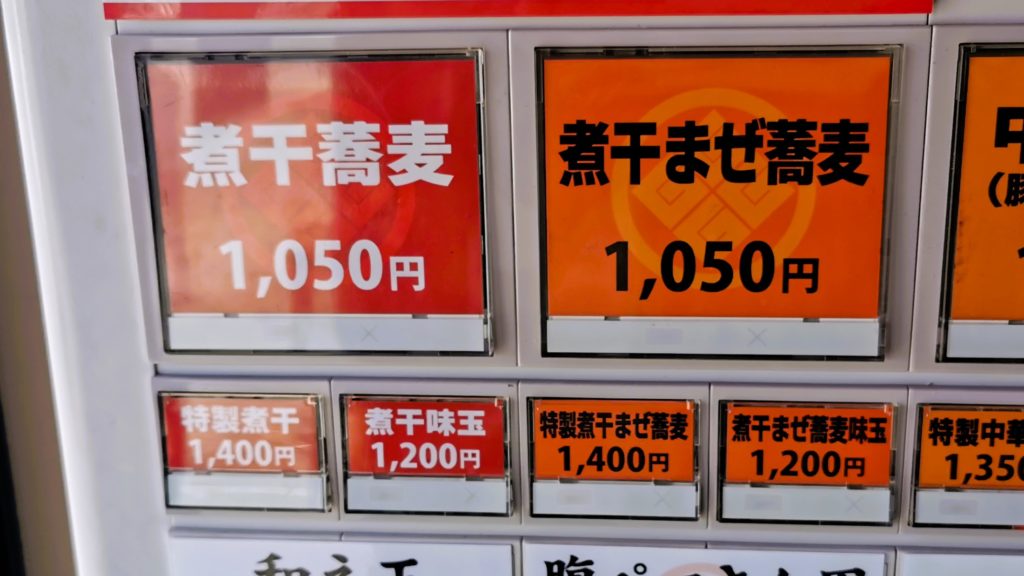 煮干蕎麦
1,050円
煮干まぜ蕎麦
1,050円
特製煮干
1,400円
煮干味玉
1,200円
特製煮干まぜ蕎麦
1,400円
煮干まぜ蕎麦味玉
1,200円
特製中華
1,350